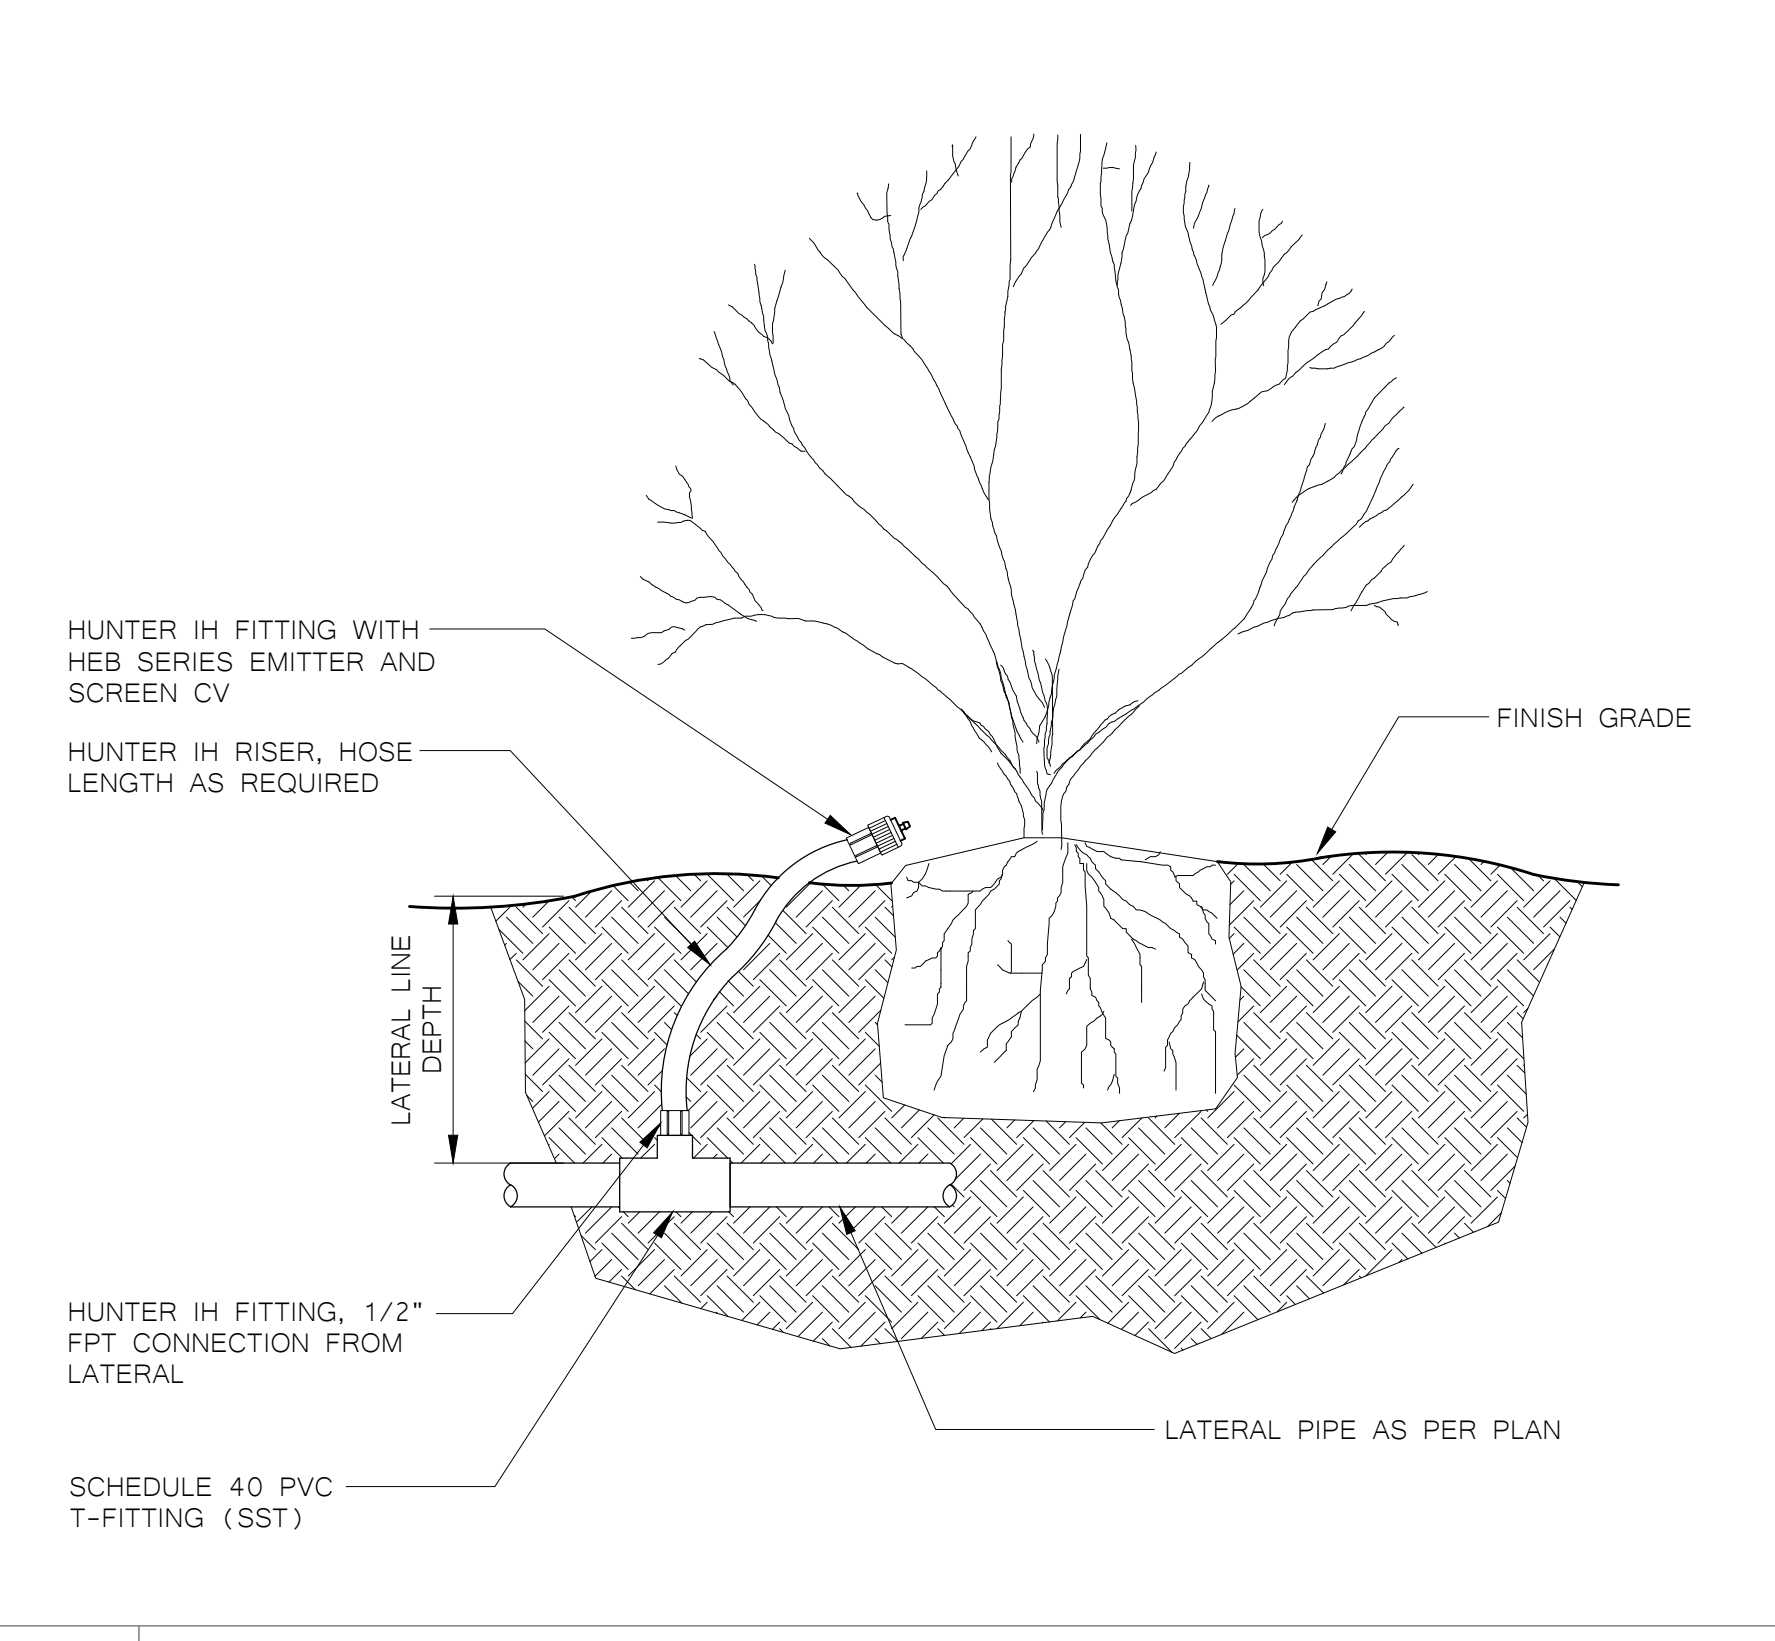 HUNTER IH FITTING WITH
HEB SERIES EMITTER AND
SCREEN CV
HUNTER IH RISER, HOSE
LENGTH AS REQUIRED
FINISH GRADE
LATERAL LINE
DEPTH
HUNTER IH FITTING, 1/2"
FPT CONNECTION FROM
LATERAL
LATERAL PIPE AS PER PLAN
SCHEDULE 40 PVC
T-FITTING (SST)